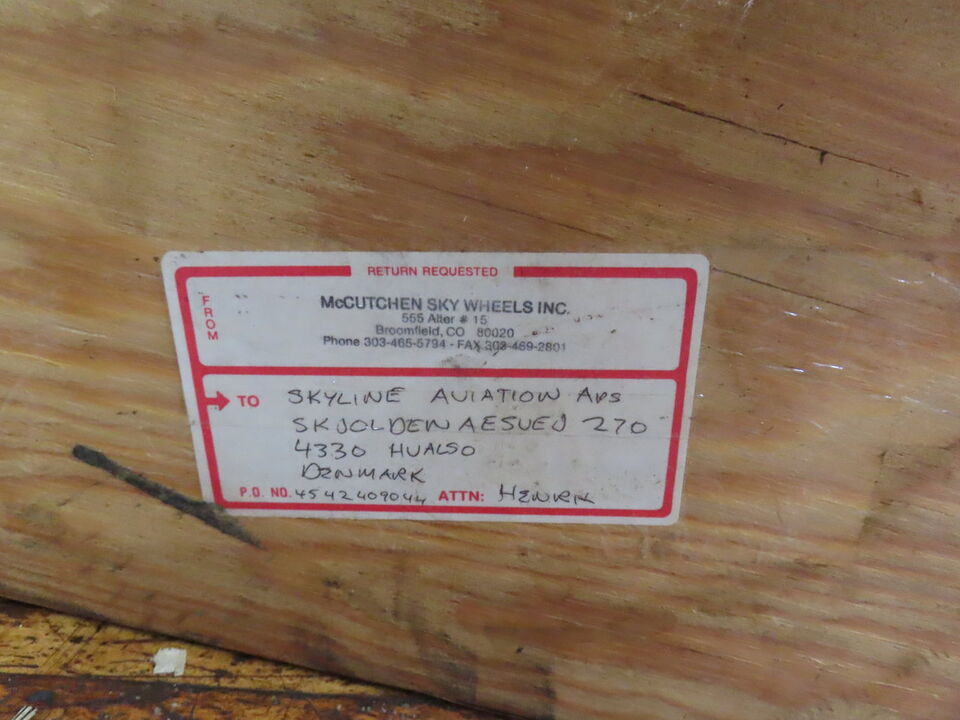 RETURN REQUESTED
FROM
McCUTCHEN SKY WHEELS INC.
555 Alter # 15
Broomfield, CO 80020
Phone 303-465-5794 - FAX 303-469-2801
TO SKYLINE AVIATION APS
SKJOLDENAESVEJ 270
4330 HVALSO
DENMARK
P.O. NO. 4542409044 ATTN: HENRIK